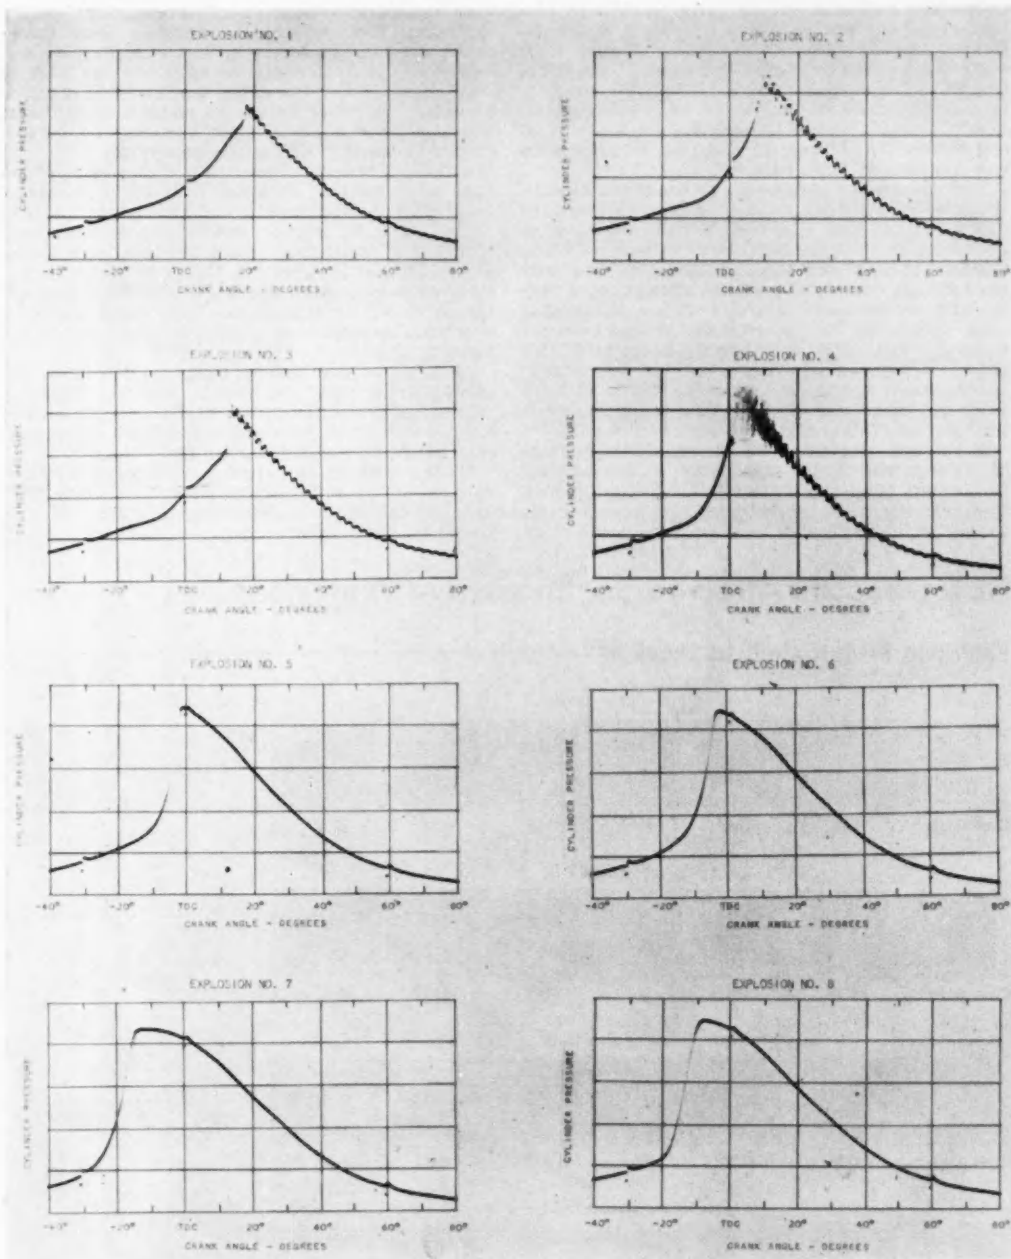 EXPLOSION NO. 1
CYLINDER PRESSURE
-40° -20° TDC 20° 40° 60° 80°
CRANK ANGLE - DEGREES
EXPLOSION NO. 2
CYLINDER PRESSURE
-40° -20° TDC 20° 40° 60° 80°
CRANK ANGLE - DEGREES
EXPLOSION NO. 3
CYLINDER PRESSURE
-40° -20° TDC 20° 40° 60° 80°
CRANK ANGLE - DEGREES
EXPLOSION NO. 4
CYLINDER PRESSURE
-40° -20° TDC 20° 40° 60° 80°
CRANK ANGLE - DEGREES
EXPLOSION NO. 5
CYLINDER PRESSURE
-40° -20° TDC 20° 40° 60° 80°
CRANK ANGLE - DEGREES
EXPLOSION NO. 6
CYLINDER PRESSURE
-40° -20° TDC 20° 40° 60° 80°
CRANK ANGLE - DEGREES
EXPLOSION NO. 7
CYLINDER PRESSURE
-40° -20° TDC 20° 40° 60° 80°
CRANK ANGLE - DEGREES
EXPLOSION NO. 8
CYLINDER PRESSURE
-40° -20° TDC 20° 40° 60° 80°
CRANK ANGLE - DEGREES